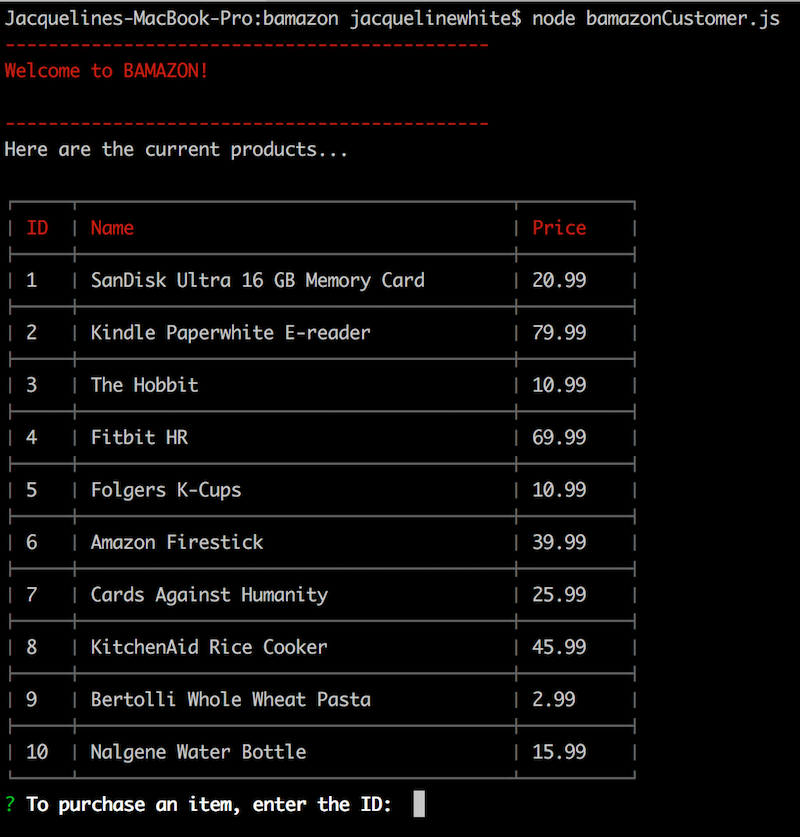 Jacquelines-MacBook-Pro:bamazon jacquelinewhite$ node bamazonCustomer.js
---------------------------------------------
Welcome to BAMAZON!
---------------------------------------------
Here are the current products...
ID Name Price
1 SanDisk Ultra 16 GB Memory Card 20.99
2 Kindle Paperwhite E-reader 79.99
3 The Hobbit 10.99
4 Fitbit HR 69.99
5 Folgers K-Cups 10.99
6 Amazon Firestick 39.99
7 Cards Against Humanity 25.99
8 KitchenAid Rice Cooker 45.99
9 Bertolli Whole Wheat Pasta 2.99
10 Nalgene Water Bottle 15.99
? To purchase an item, enter the ID: